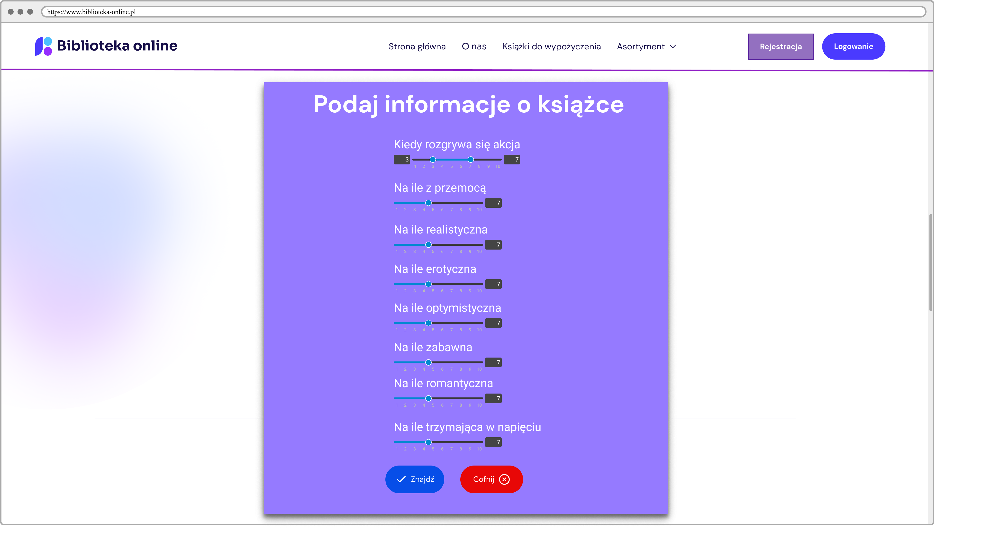 https://www.biblioteka-online.pl
Biblioteka online
Strona główna O nas Książki do wypożyczenia Asortyment
Rejestracja Logowanie
Podaj informacje o książce
Kiedy rozgrywa się akcja
3 7
1 2 3 4 5 6 7 8 9 10
Na ile z przemocą
7
1 2 3 4 5 6 7 8 9 10
Na ile realistyczna
7
1 2 3 4 5 6 7 8 9 10
Na ile erotyczna
7
1 2 3 4 5 6 7 8 9 10
Na ile optymistyczna
7
1 2 3 4 5 6 7 8 9 10
Na ile zabawna
7
1 2 3 4 5 6 7 8 9 10
Na ile romantyczna
7
1 2 3 4 5 6 7 8 9 10
Na ile trzymająca w napięciu
7
1 2 3 4 5 6 7 8 9 10
Znajdź Cofnij